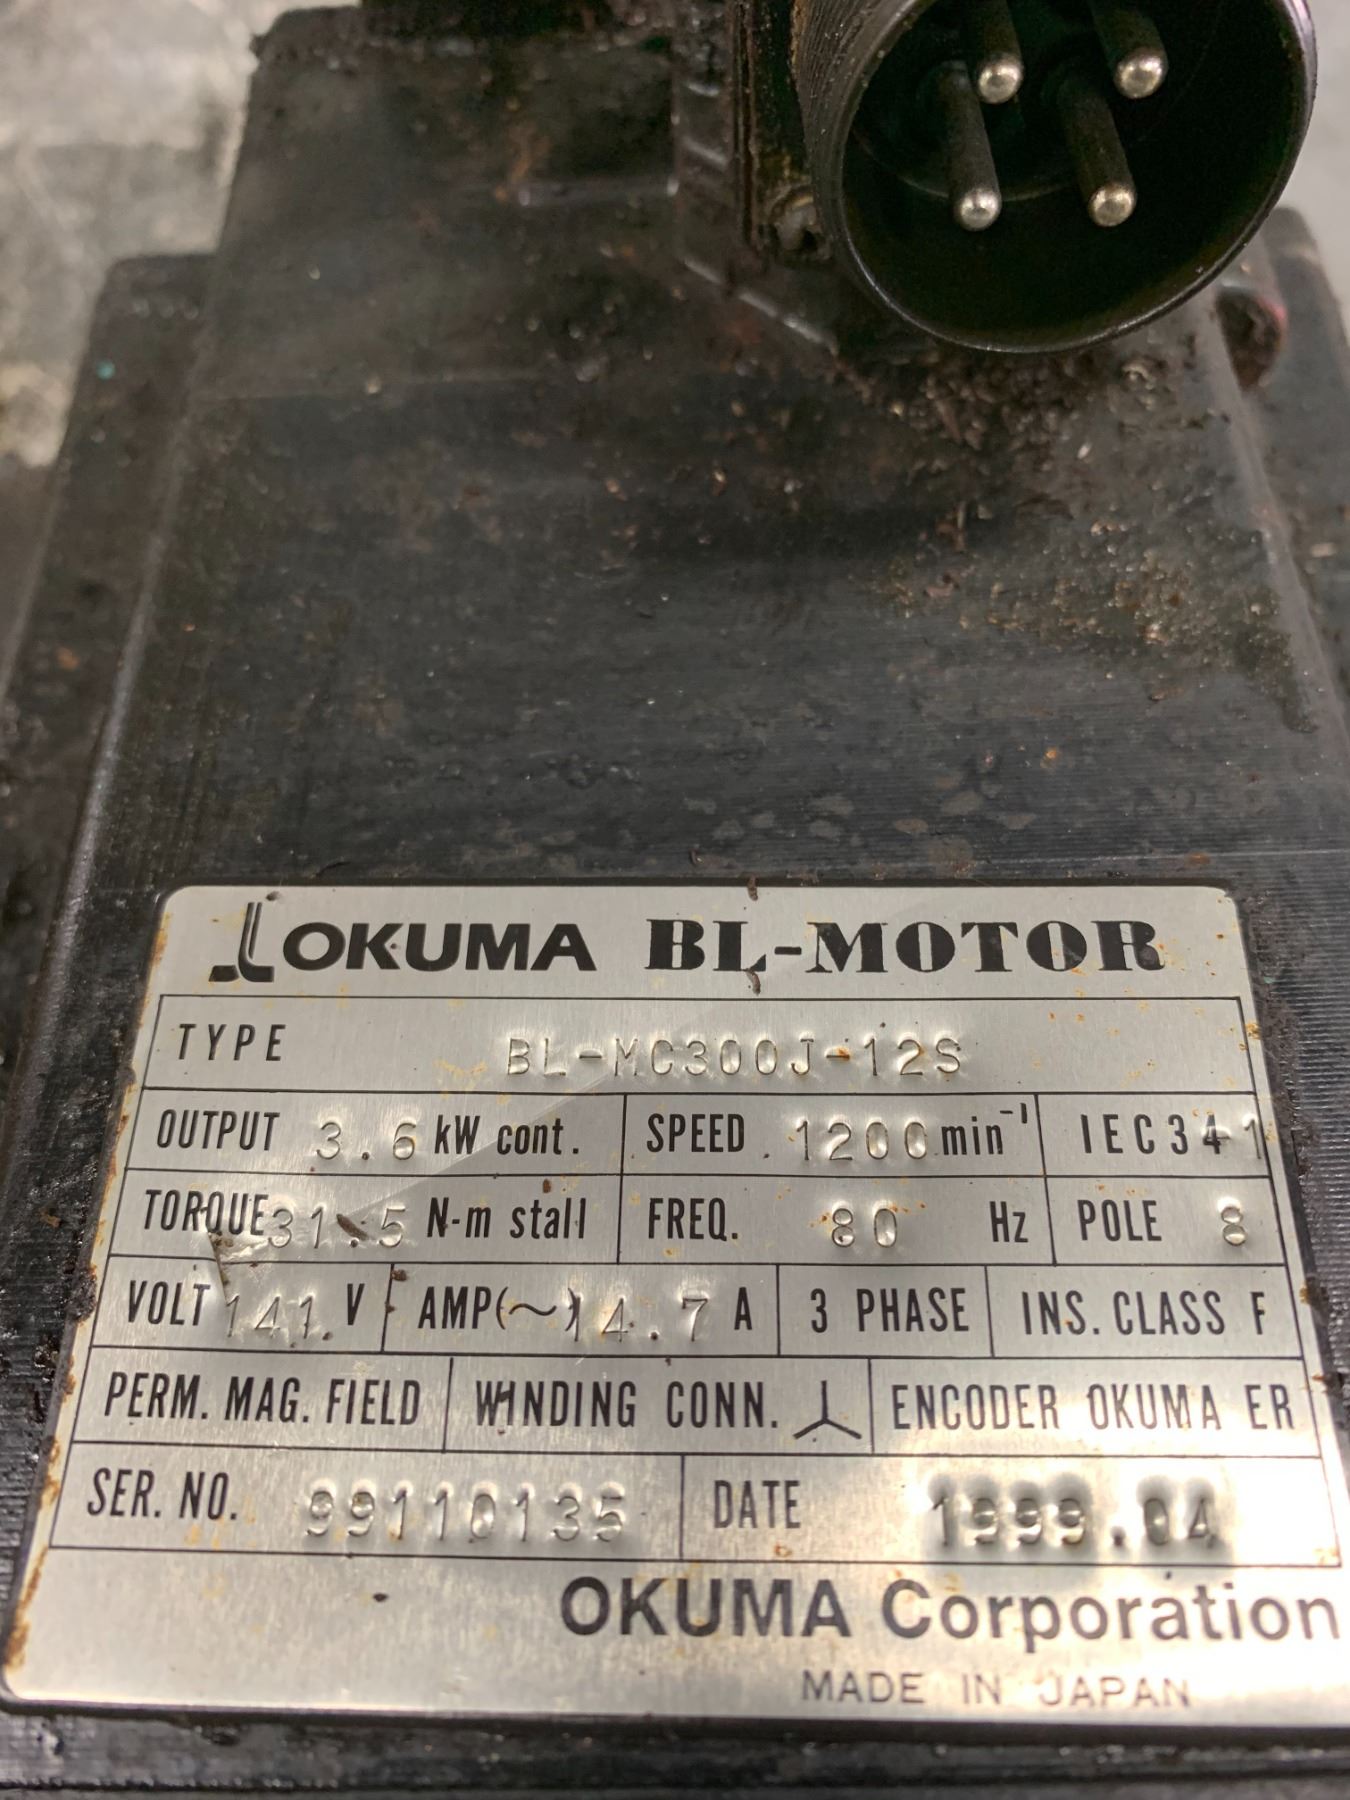 OKUMA BL-MOTOR
TYPE BL-MC300J-12S
OUTPUT 3.6 kW cont. SPEED 1200 min⁻¹ IEC34-1
TORQUE 31.5 N-m stall FREQ. 80 Hz POLE 8
VOLT 141. V AMP(~) 14.7 A 3 PHASE INS. CLASS F
PERM. MAG. FIELD WINDING CONN. ENCODER OKUMA ER
SER. NO. 99110135 DATE 1999.04
OKUMA Corporation
MADE IN JAPAN